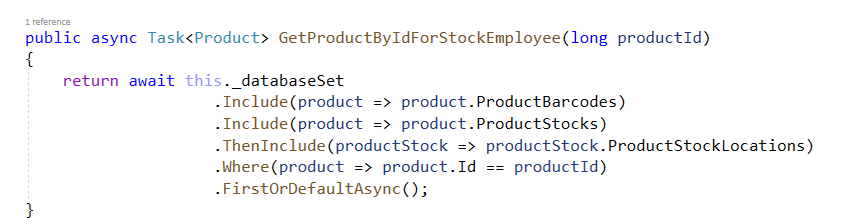 1 reference
public async Task<Product> GetProductByIdForStockEmployee(long productId)
{
return await this._databaseSet
.Include(product => product.ProductBarcodes)
.Include(product => product.ProductStocks)
.ThenInclude(productStock => productStock.ProductStockLocations)
.Where(product => product.Id == productId)
.FirstOrDefaultAsync();
}